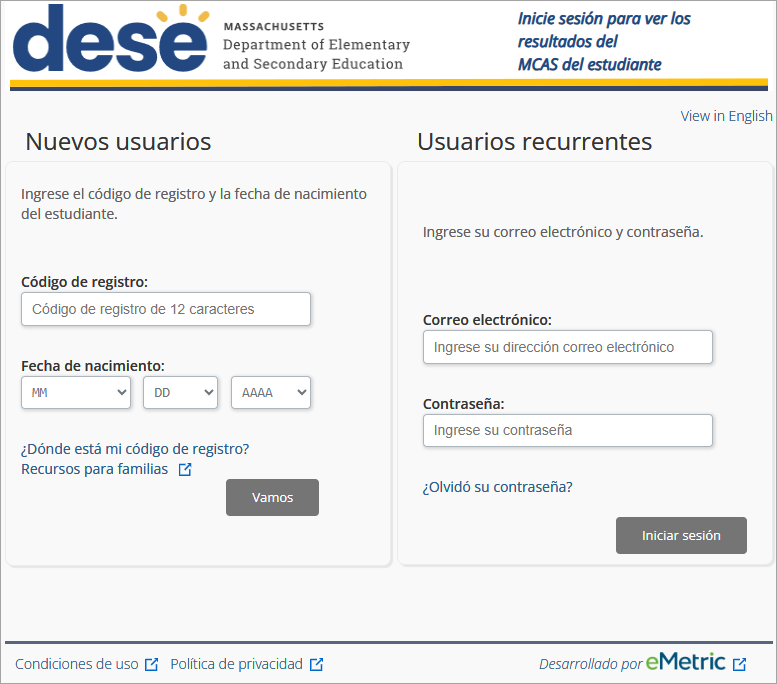 dese
MASSACHUSETTS
Department of Elementary
and Secondary Education
Inicie sesión para ver los
resultados del
MCAS del estudiante
View in English
Nuevos usuarios
Ingrese el código de registro y la fecha de nacimiento
del estudiante.
Código de registro:
Código de registro de 12 caracteres
Fecha de nacimiento:
MM DD AAAA
¿Dónde está mi código de registro?
Recursos para familias
Vamos
Usuarios recurrentes
Ingrese su correo electrónico y contraseña.
Correo electrónico:
Ingrese su dirección correo electrónico
Contraseña:
Ingrese su contraseña
¿Olvidó su contraseña?
Iniciar sesión
Condiciones de uso Política de privacidad
Desarrollado por eMetric